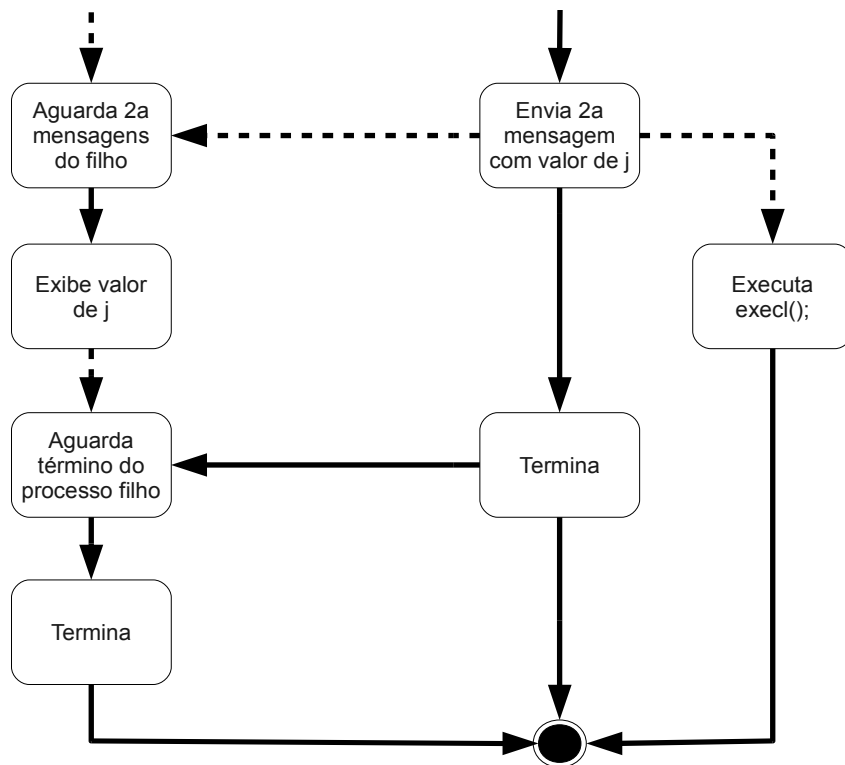 Aguarda 2a
mensagens
do filho
Envia 2a
mensagem
com valor de j
Exibe valor
de j
Executa
execl();
Aguarda
término do
processo filho
Termina
Termina